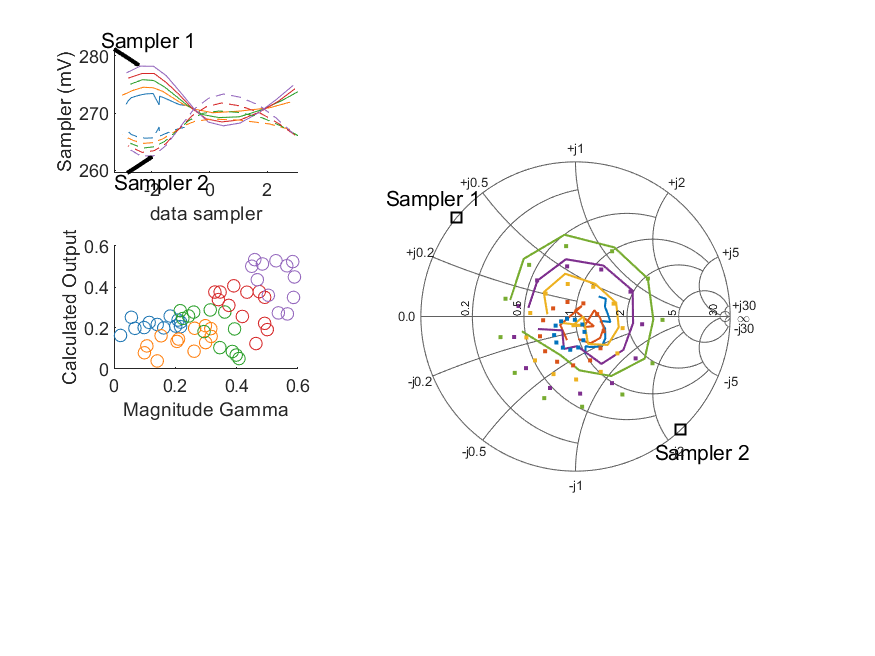 Sampler 1
Sampler (mV)
280
270
260
Sampler 2
-2
0
2
data sampler
Calculated Output
0.6
0.4
0.2
0
0
0.2
0.4
0.6
Magnitude Gamma
+j1
+j0.5
+j2
Sampler 1
+j0.2
+j5
0.0
0.2
0.5
1
2
5
30
+j30
∞
-j30
-j0.2
-j5
-j0.5
-j2
Sampler 2
-j1